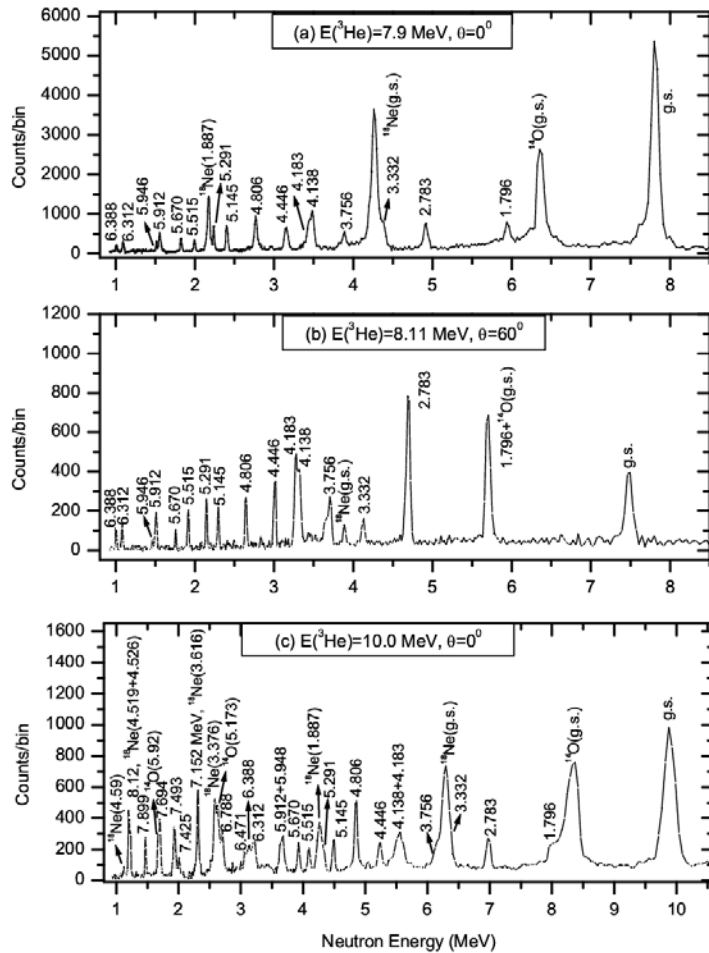 6000
5000
4000
3000
2000
1000
0
Counts/bin
(a) E(³He)=7.9 MeV, θ=0⁰
6.388
6.312
5.946
5.912
5.670
5.515
¹⁸Ne(1.887)
5.291
5.145
4.806
4.446
4.183
4.138
3.756
¹⁸Ne(g.s.)
3.332
2.783
1.796
¹⁴O(g.s.)
g.s.
1 2 3 4 5 6 7 8
1200
1000
800
600
400
200
0
Counts/bin
(b) E(³He)=8.11 MeV, θ=60⁰
6.388
6.312
5.946
5.912
5.670
5.515
5.291
5.145
4.806
4.446
4.183
4.138
3.756
¹⁸Ne(g.s.)
3.332
2.783
1.796+¹⁴O(g.s.)
g.s.
1 2 3 4 5 6 7 8
1600
1400
1200
1000
800
600
400
200
0
Counts/bin
(c) E(³He)=10.0 MeV, θ=0⁰
¹⁸Ne(4.59)
8.12, ¹⁸Ne(4.519+4.526)
7.899
¹⁴O(5.92)
7.694
7.493
7.425
7.152 MeV, ¹⁸Ne(3.616)
¹⁸Ne(3.376)
¹⁴O(5.173)
6.788
6.471
6.388
6.312
5.912+5.948
5.670
5.515
¹⁸Ne(1.887)
5.291
5.145
4.806
4.446
4.138+4.183
3.756
¹⁸Ne(g.s.)
3.332
2.783
1.796
¹⁴O(g.s.)
g.s.
1 2 3 4 5 6 7 8 9 10
Neutron Energy (MeV)